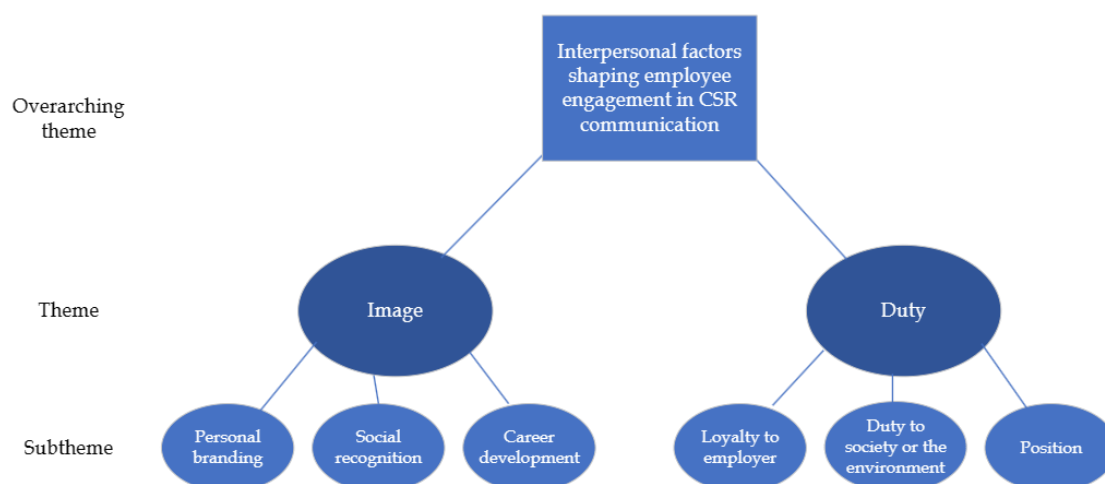 Overarching
theme
Interpersonal factors
shaping employee
engagement in CSR
communication
Theme
Image
Duty
Subtheme
Personal
branding
Social
recognition
Career
development
Loyalty to
employer
Duty to
society or the
environment
Position